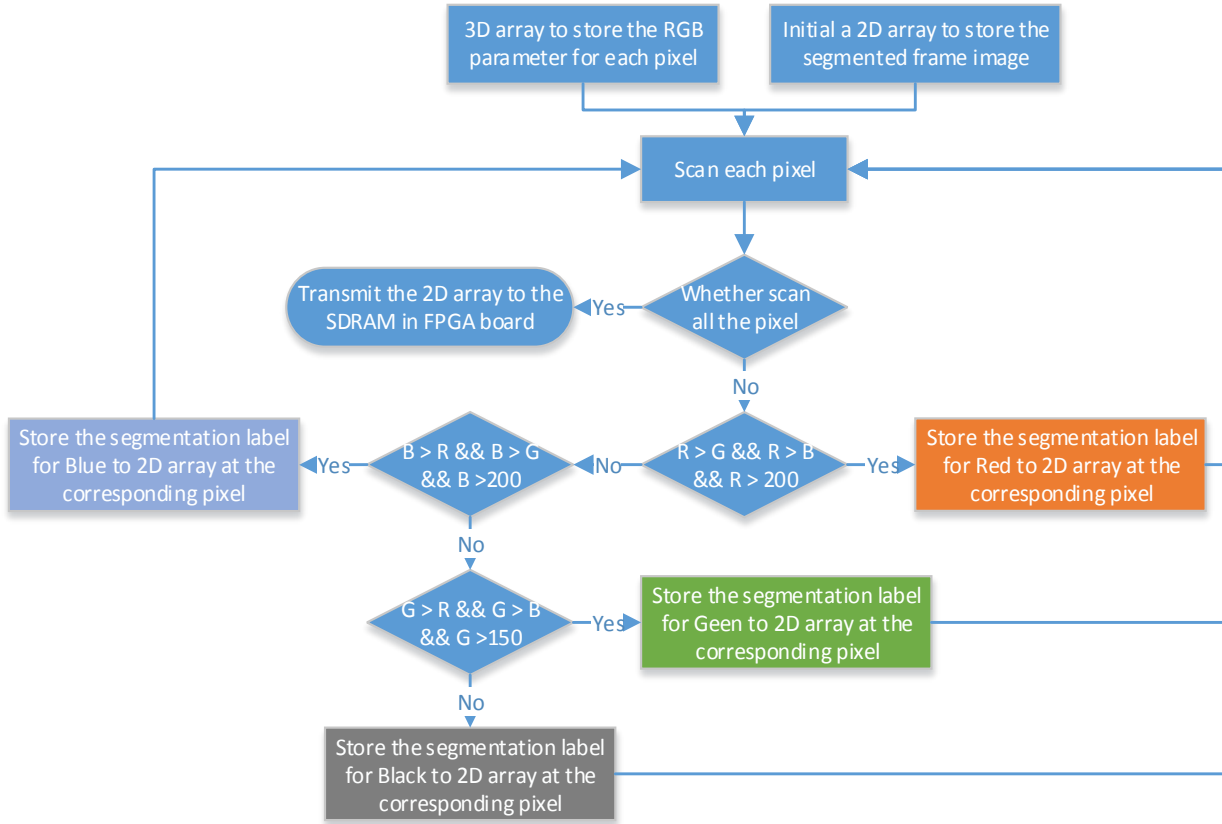 3D array to store the RGB
parameter for each pixel
Initial a 2D array to store the
segmented frame image
Scan each pixel
Transmit the 2D array to the
SDRAM in FPGA board
Yes
Whether scan
all the pixel
No
Store the segmentation label
for Blue to 2D array at the
corresponding pixel
Yes
B > R && B > G
&& B >200
No
R > G && R > B
&& R > 200
Yes
Store the segmentation label
for Red to 2D array at the
corresponding pixel
No
G > R && G > B
&& G >150
Yes
Store the segmentation label
for Geen to 2D array at the
corresponding pixel
No
Store the segmentation label
for Black to 2D array at the
corresponding pixel